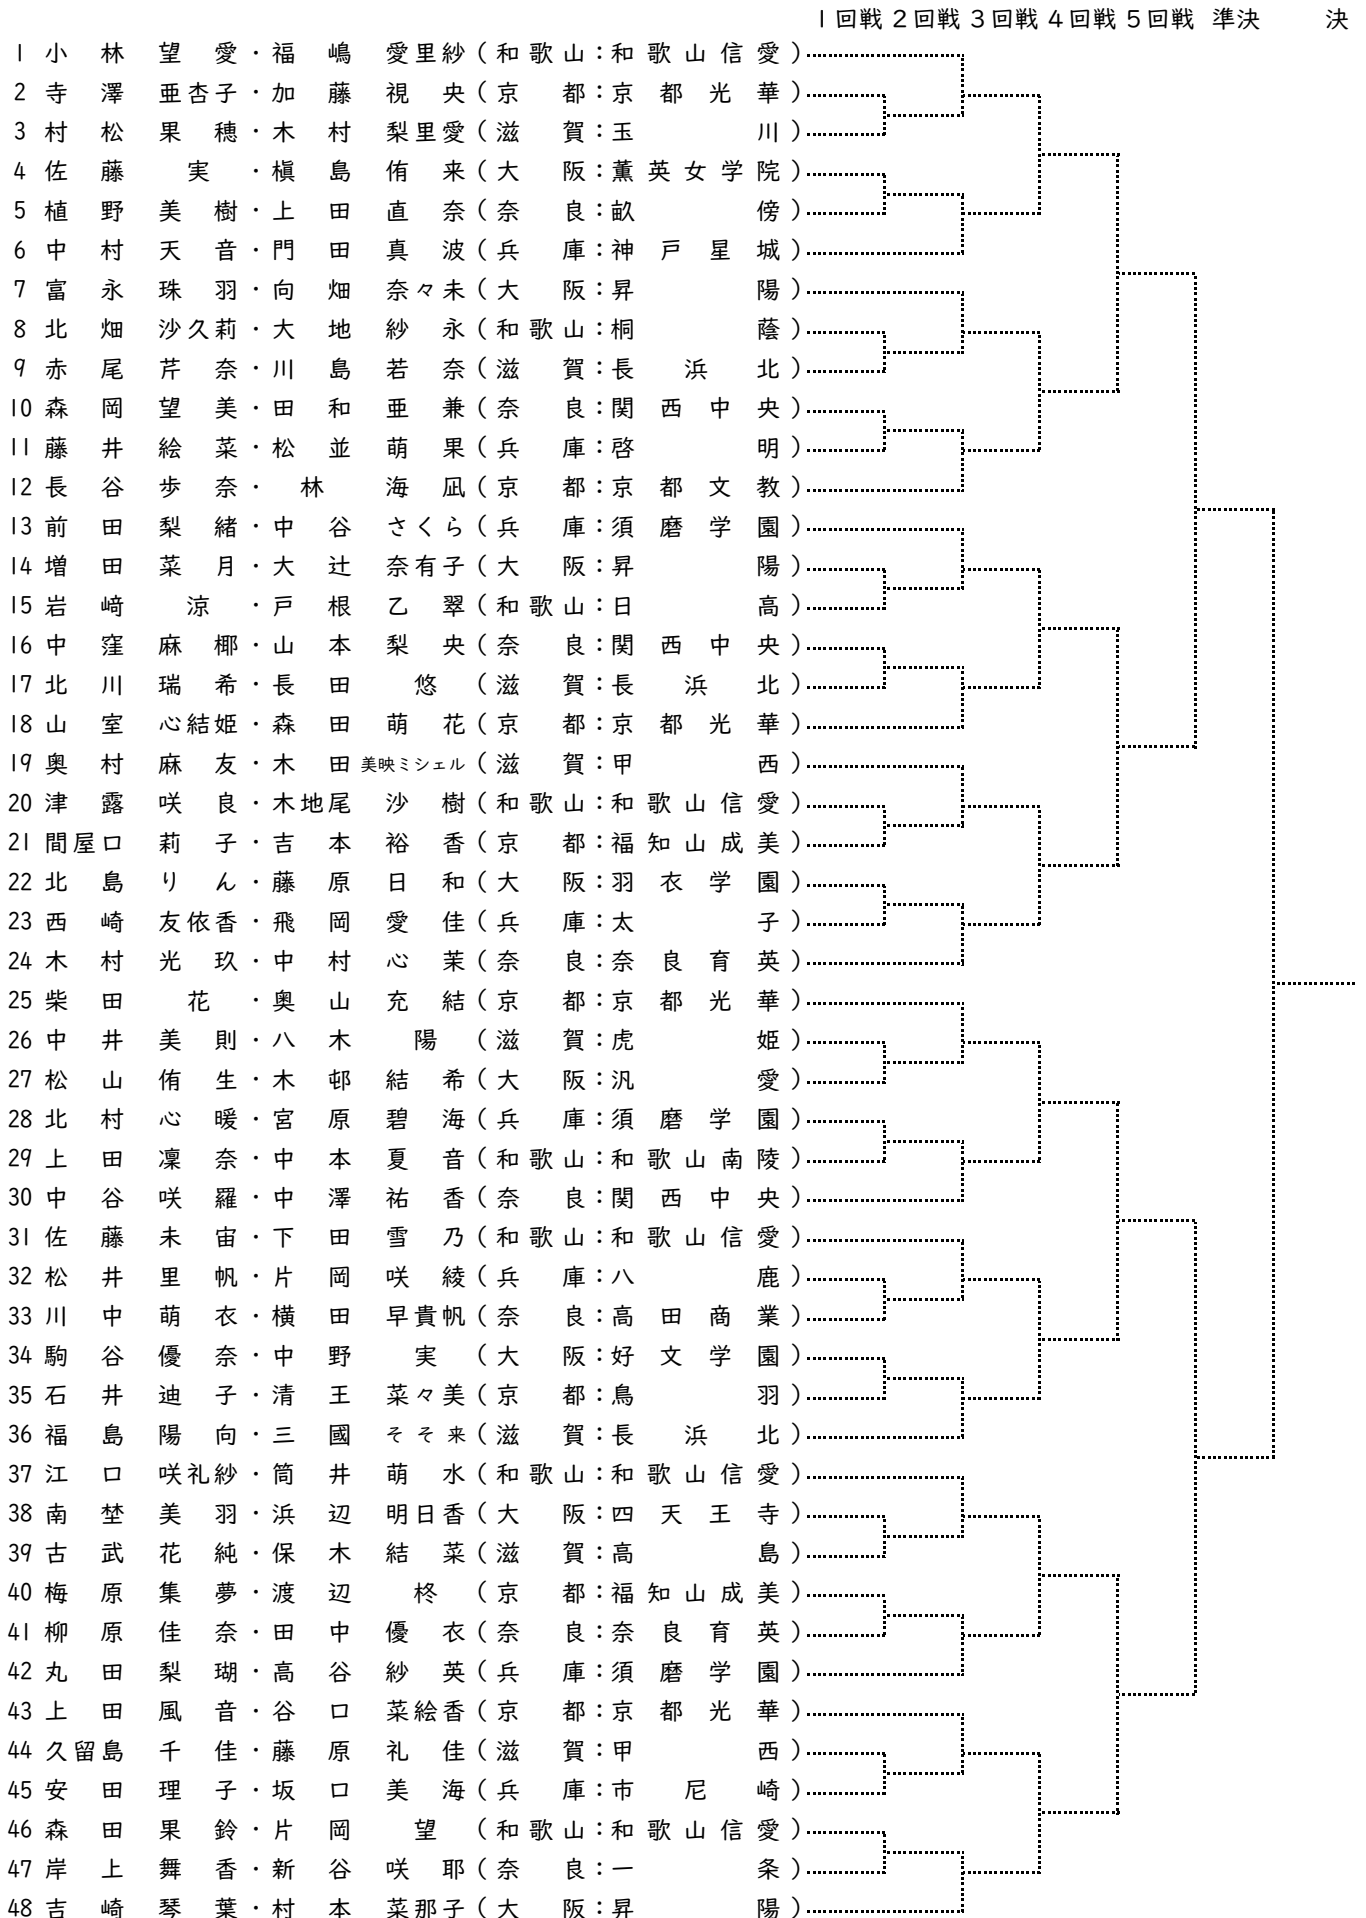 1回戦 2回戦 3回戦 4回戦 5回戦 準決 決
1 小林望愛・福嶋愛里紗(和歌山:和歌山信愛)
2 寺澤亜杏子・加藤視央(京都:京都光華)
3 村松果穂・木村梨里愛(滋賀:玉川)
4 佐藤実・槇島侑来(大阪:薫英女学院)
5 植野美樹・上田直奈(奈良:畝傍)
6 中村天音・門田真波(兵庫:神戸星城)
7 富永珠羽・向畑奈々未(大阪:昇陽)
8 北畑沙久莉・大地紗永(和歌山:桐蔭)
9 赤尾芹奈・川島若奈(滋賀:長浜北)
10 森岡望美・田和亜兼(奈良:関西中央)
11 藤井絵菜・松並萌果(兵庫:啓明)
12 長谷歩奈・林海凪(京都:京都文教)
13 前田梨緒・中谷さくら(兵庫:須磨学園)
14 増田菜月・大辻奈有子(大阪:昇陽)
15 岩﨑涼・戸根乙翠(和歌山:日高)
16 中窪麻椰・山本梨央(奈良:関西中央)
17 北川瑞希・長田悠(滋賀:長浜北)
18 山室心結姫・森田萌花(京都:京都光華)
19 奥村麻友・木田美映ミシェル(滋賀:甲西)
20 津露咲良・木地尾沙樹(和歌山:和歌山信愛)
21 間屋口莉子・吉本裕香(京都:福知山成美)
22 北島りん・藤原日和(大阪:羽衣学園)
23 西崎友依香・飛岡愛佳(兵庫:太子)
24 木村光玖・中村心茉(奈良:奈良育英)
25 柴田花・奥山充結(京都:京都光華)
26 中井美則・八木陽(滋賀:虎姫)
27 松山侑生・木邨結希(大阪:汎愛)
28 北村心暖・宮原碧海(兵庫:須磨学園)
29 上田凜奈・中本夏音(和歌山:和歌山南陵)
30 中谷咲羅・中澤祐香(奈良:関西中央)
31 佐藤未宙・下田雪乃(和歌山:和歌山信愛)
32 松井里帆・片岡咲綾(兵庫:八鹿)
33 川中萌衣・横田早貴帆(奈良:高田商業)
34 駒谷優奈・中野実(大阪:好文学園)
35 石井迪子・清王菜々美(京都:鳥羽)
36 福島陽向・三國そそ来(滋賀:長浜北)
37 江口咲礼紗・筒井萌水(和歌山:和歌山信愛)
38 南埜美羽・浜辺明日香(大阪:四天王寺)
39 古武花純・保木結菜(滋賀:高島)
40 梅原集夢・渡辺柊(京都:福知山成美)
41 柳原佳奈・田中優衣(奈良:奈良育英)
42 丸田梨瑚・高谷紗英(兵庫:須磨学園)
43 上田風音・谷口菜絵香(京都:京都光華)
44 久留島千佳・藤原礼佳(滋賀:甲西)
45 安田理子・坂口美海(兵庫:市尼崎)
46 森田果鈴・片岡望(和歌山:和歌山信愛)
47 岸上舞香・新谷咲耶(奈良:一条)
48 吉崎琴葉・村本菜那子(大阪:昇陽)